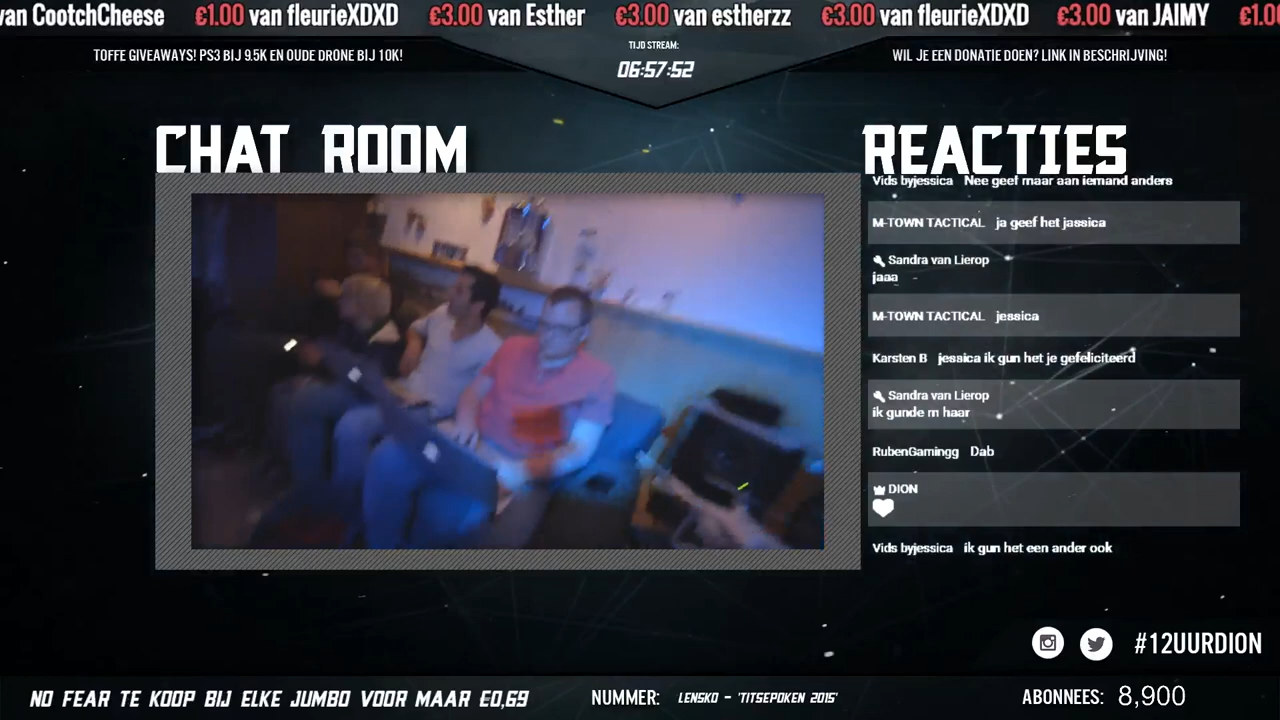 van CootchCheese €1.00 van fleurieXDXD €3.00 van Esther €3.00 van estherzz €3.00 van fleurieXDXD €3.00 van JAIMY €1.00
TOFFE GIVEAWAYS! PS3 BIJ 9.5K EN OUDE DRONE BIJ 10K!
TIJD STREAM:
06:57:52
WIL JE EEN DONATIE DOEN? LINK IN BESCHRIJVING!
CHAT ROOM
REACTIES
Vids byjessica Nee geef maar aan iemand anders
M-TOWN TACTICAL ja geef het jassica
Sandra van Lierop
jaaa
M-TOWN TACTICAL jessica
Karsten B jessica ik gun het je gefeliciteerd
Sandra van Lierop
ik gunde m haar
RubenGamingg Dab
DION
Vids byjessica ik gun het een ander ook
#12UURDION
NO FEAR TE KOOP BIJ ELKE JUMBO VOOR MAAR £0,69
NUMMER: LENSKO - 'TITSEPOKEN 2015'
ABONNEES: 8,900